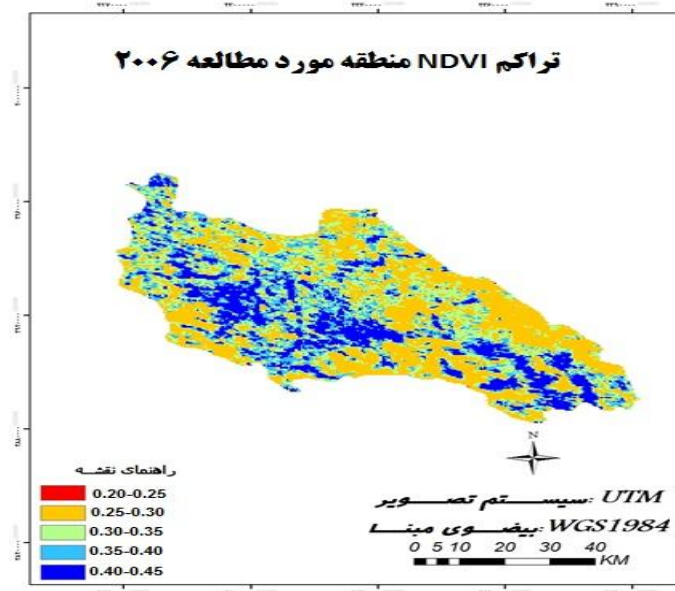 تراکم NDVI منطقه مورد مطالعه ۲۰۰۶
N
راهنمای نقشه
0.20-0.25
0.25-0.30
0.30-0.35
0.35-0.40
0.40-0.45
سیستم تصویر: UTM
بیضوی مبنا: WGS1984
0 5 10 20 30 40
KM